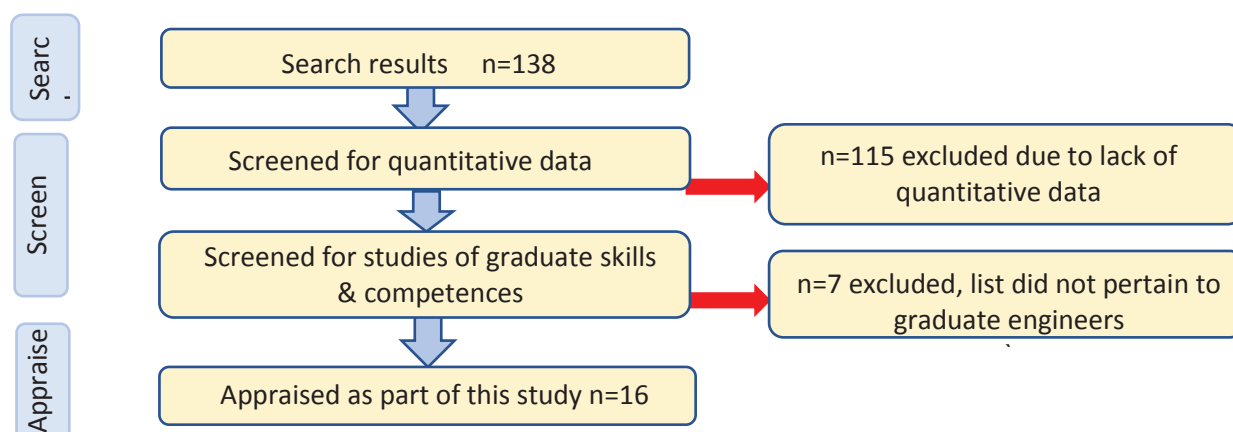 Searc
Search results n=138
Screen
Screened for quantitative data
n=115 excluded due to lack of
quantitative data
Screened for studies of graduate skills
& competences
n=7 excluded, list did not pertain to
graduate engineers
Appraise
Appraised as part of this study n=16